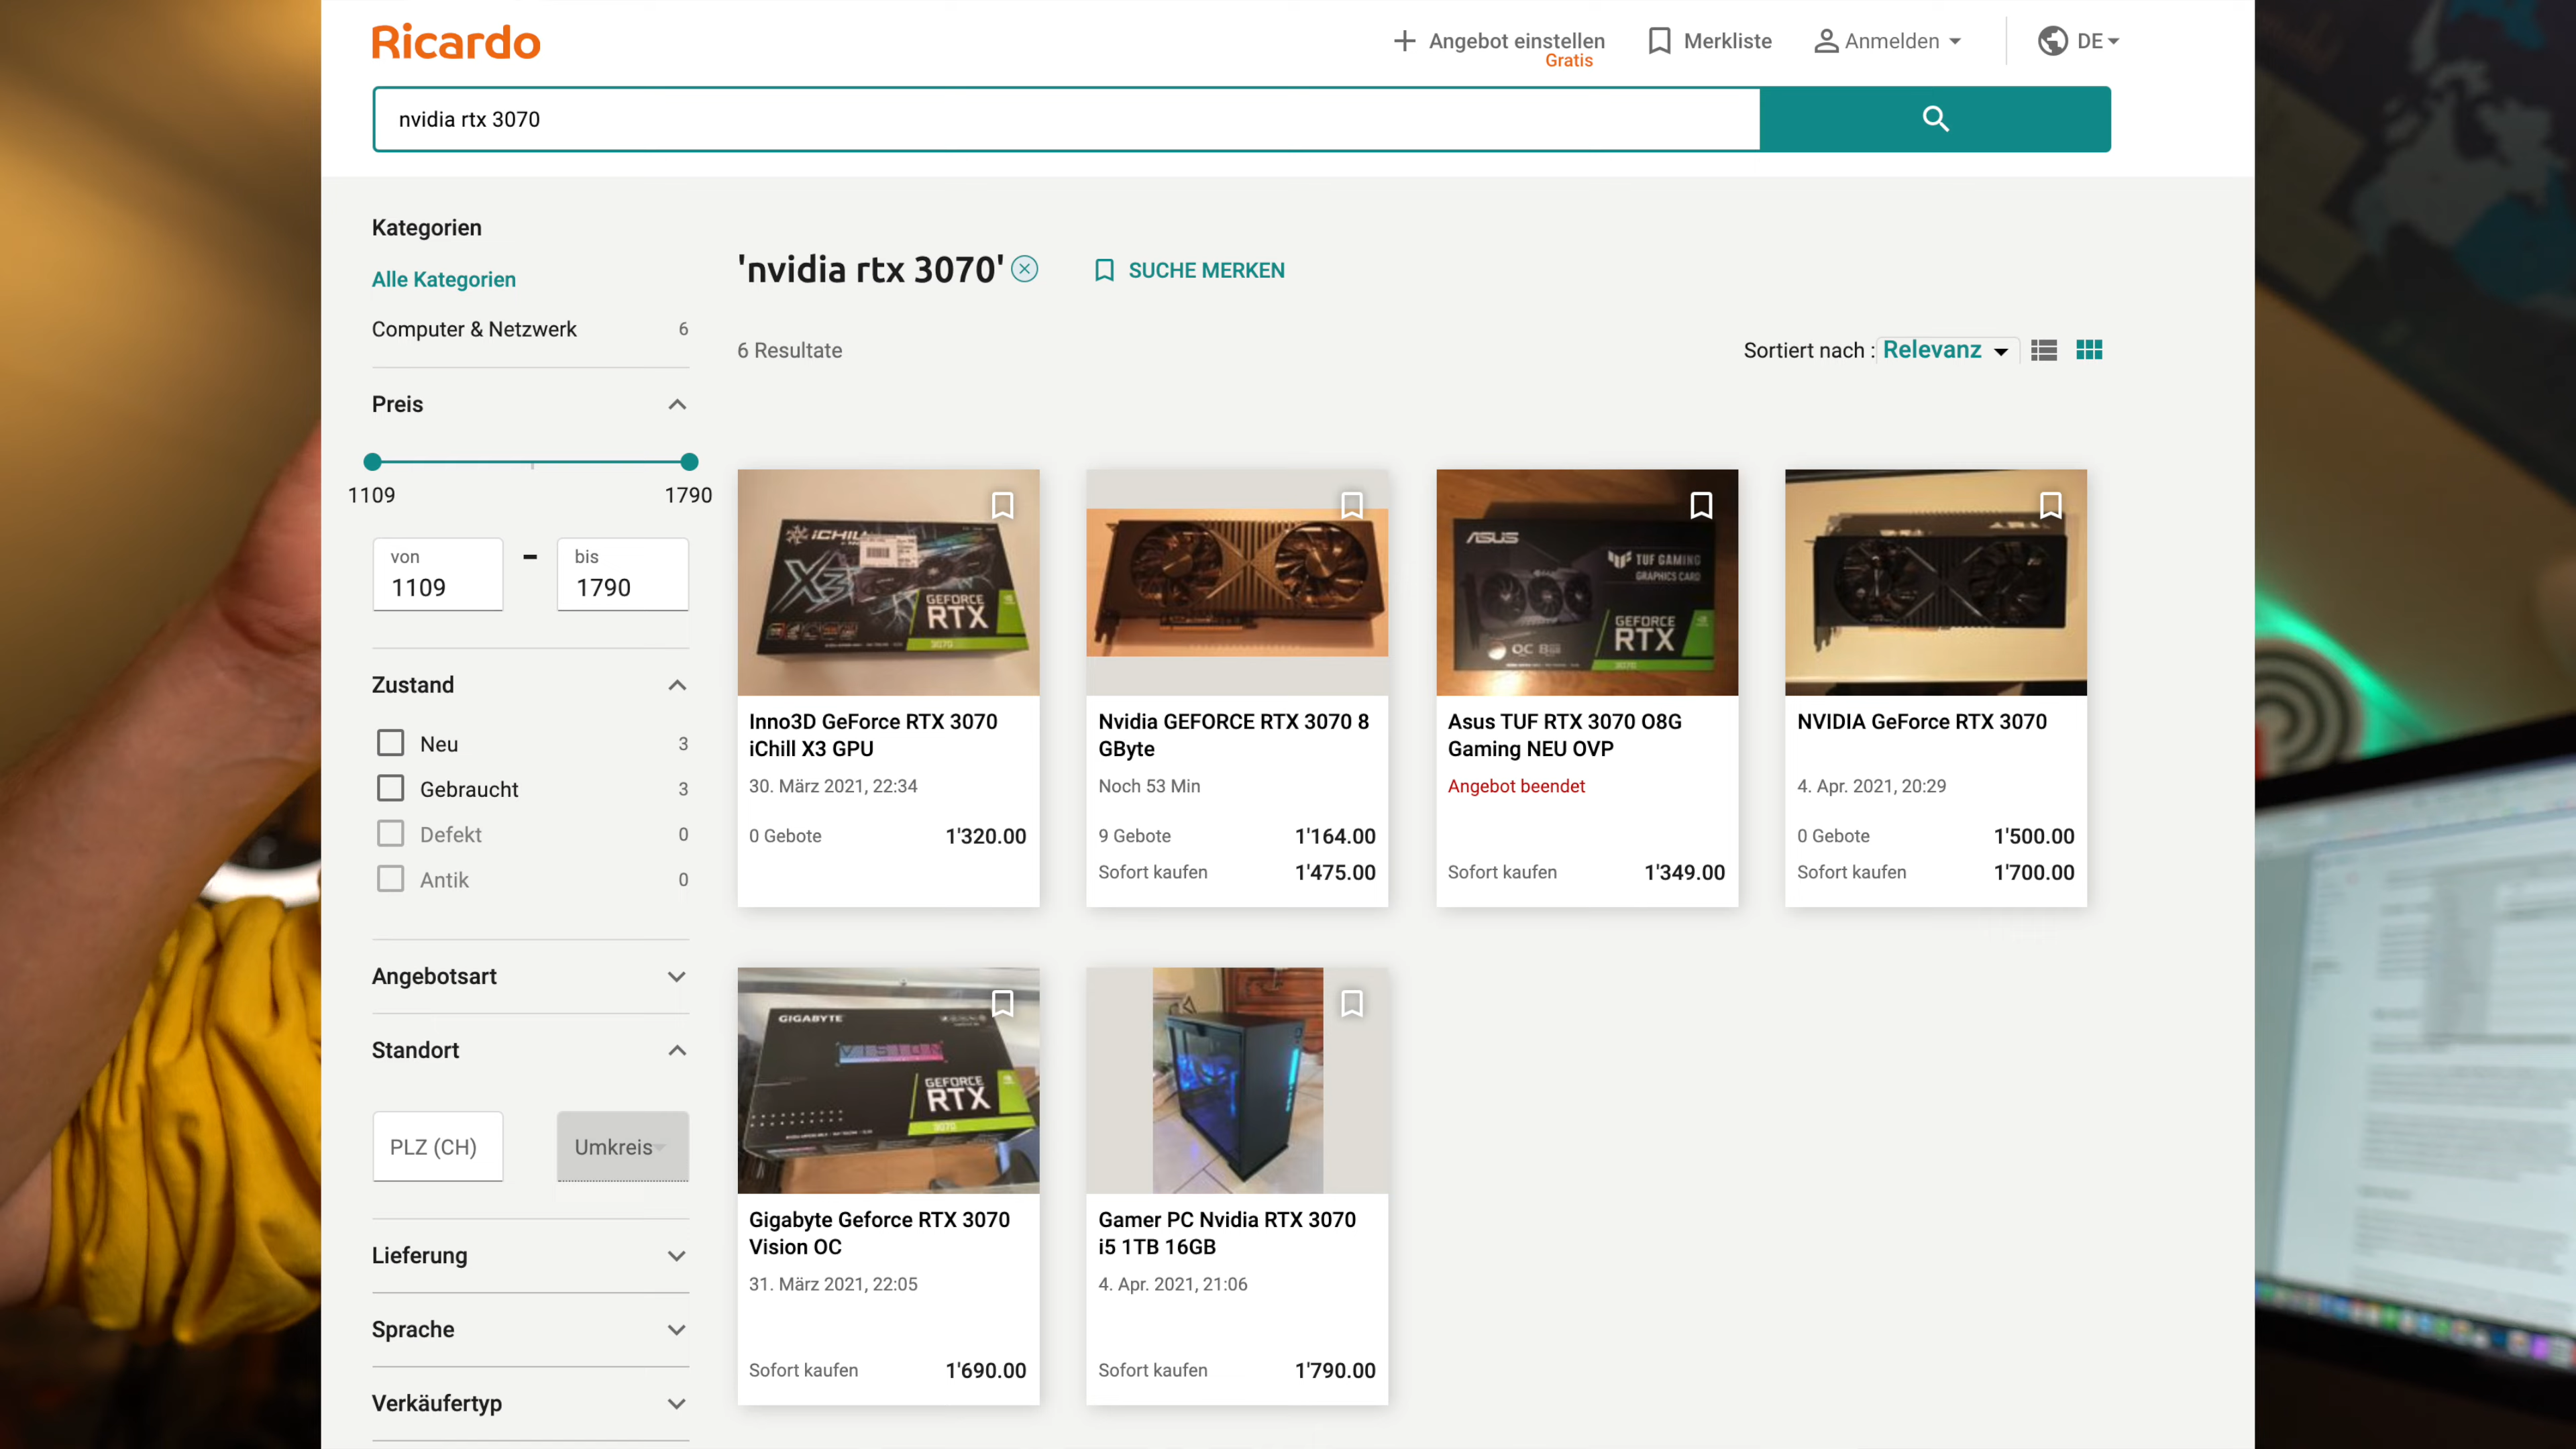 Ricardo
Angebot einstellen
Gratis
Merkliste
Anmelden
DE
nvidia rtx 3070
Kategorien
Alle Kategorien
Computer & Netzwerk 6
Preis
1109 1790
von
1109
-
bis
1790
Zustand
Neu 3
Gebraucht 3
Defekt 0
Antik 0
Angebotsart
Standort
PLZ (CH)
Umkreis
Lieferung
Sprache
Verkäufertyp
'nvidia rtx 3070'
SUCHE MERKEN
6 Resultate
Sortiert nach : Relevanz
iCHILL
X3
GEFORCE
RTX
3070
Inno3D GeForce RTX 3070
iChill X3 GPU
30. März 2021, 22:34
0 Gebote 1'320.00
Nvidia GEFORCE RTX 3070 8
GByte
Noch 53 Min
9 Gebote 1'164.00
Sofort kaufen 1'475.00
ASUS
TUF GAMING
GRAPHICS CARD
GEFORCE
RTX
3070
OC 8GB
Asus TUF RTX 3070 O8G
Gaming NEU OVP
Angebot beendet
Sofort kaufen 1'349.00
NVIDIA GeForce RTX 3070
4. Apr. 2021, 20:29
0 Gebote 1'500.00
Sofort kaufen 1'700.00
GIGABYTE
VISION
GEFORCE
RTX
3070
Gigabyte Geforce RTX 3070
Vision OC
31. März 2021, 22:05
Sofort kaufen 1'690.00
Gamer PC Nvidia RTX 3070
i5 1TB 16GB
4. Apr. 2021, 21:06
Sofort kaufen 1'790.00